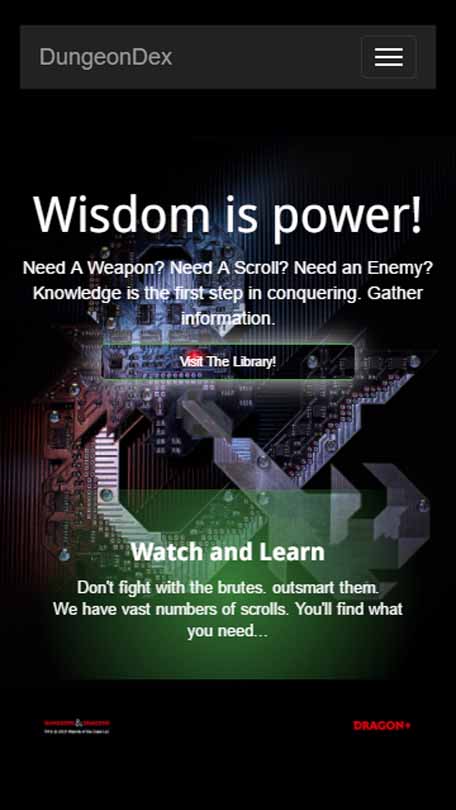 DungeonDex
Wisdom is power!
Need A Weapon? Need A Scroll? Need an Enemy?
Knowledge is the first step in conquering. Gather
information.
Visit The Library!
Watch and Learn
Don't fight with the brutes. outsmart them.
We have vast numbers of scrolls. You'll find what
you need...
DUNGEONS & DRAGONS
DRAGON+